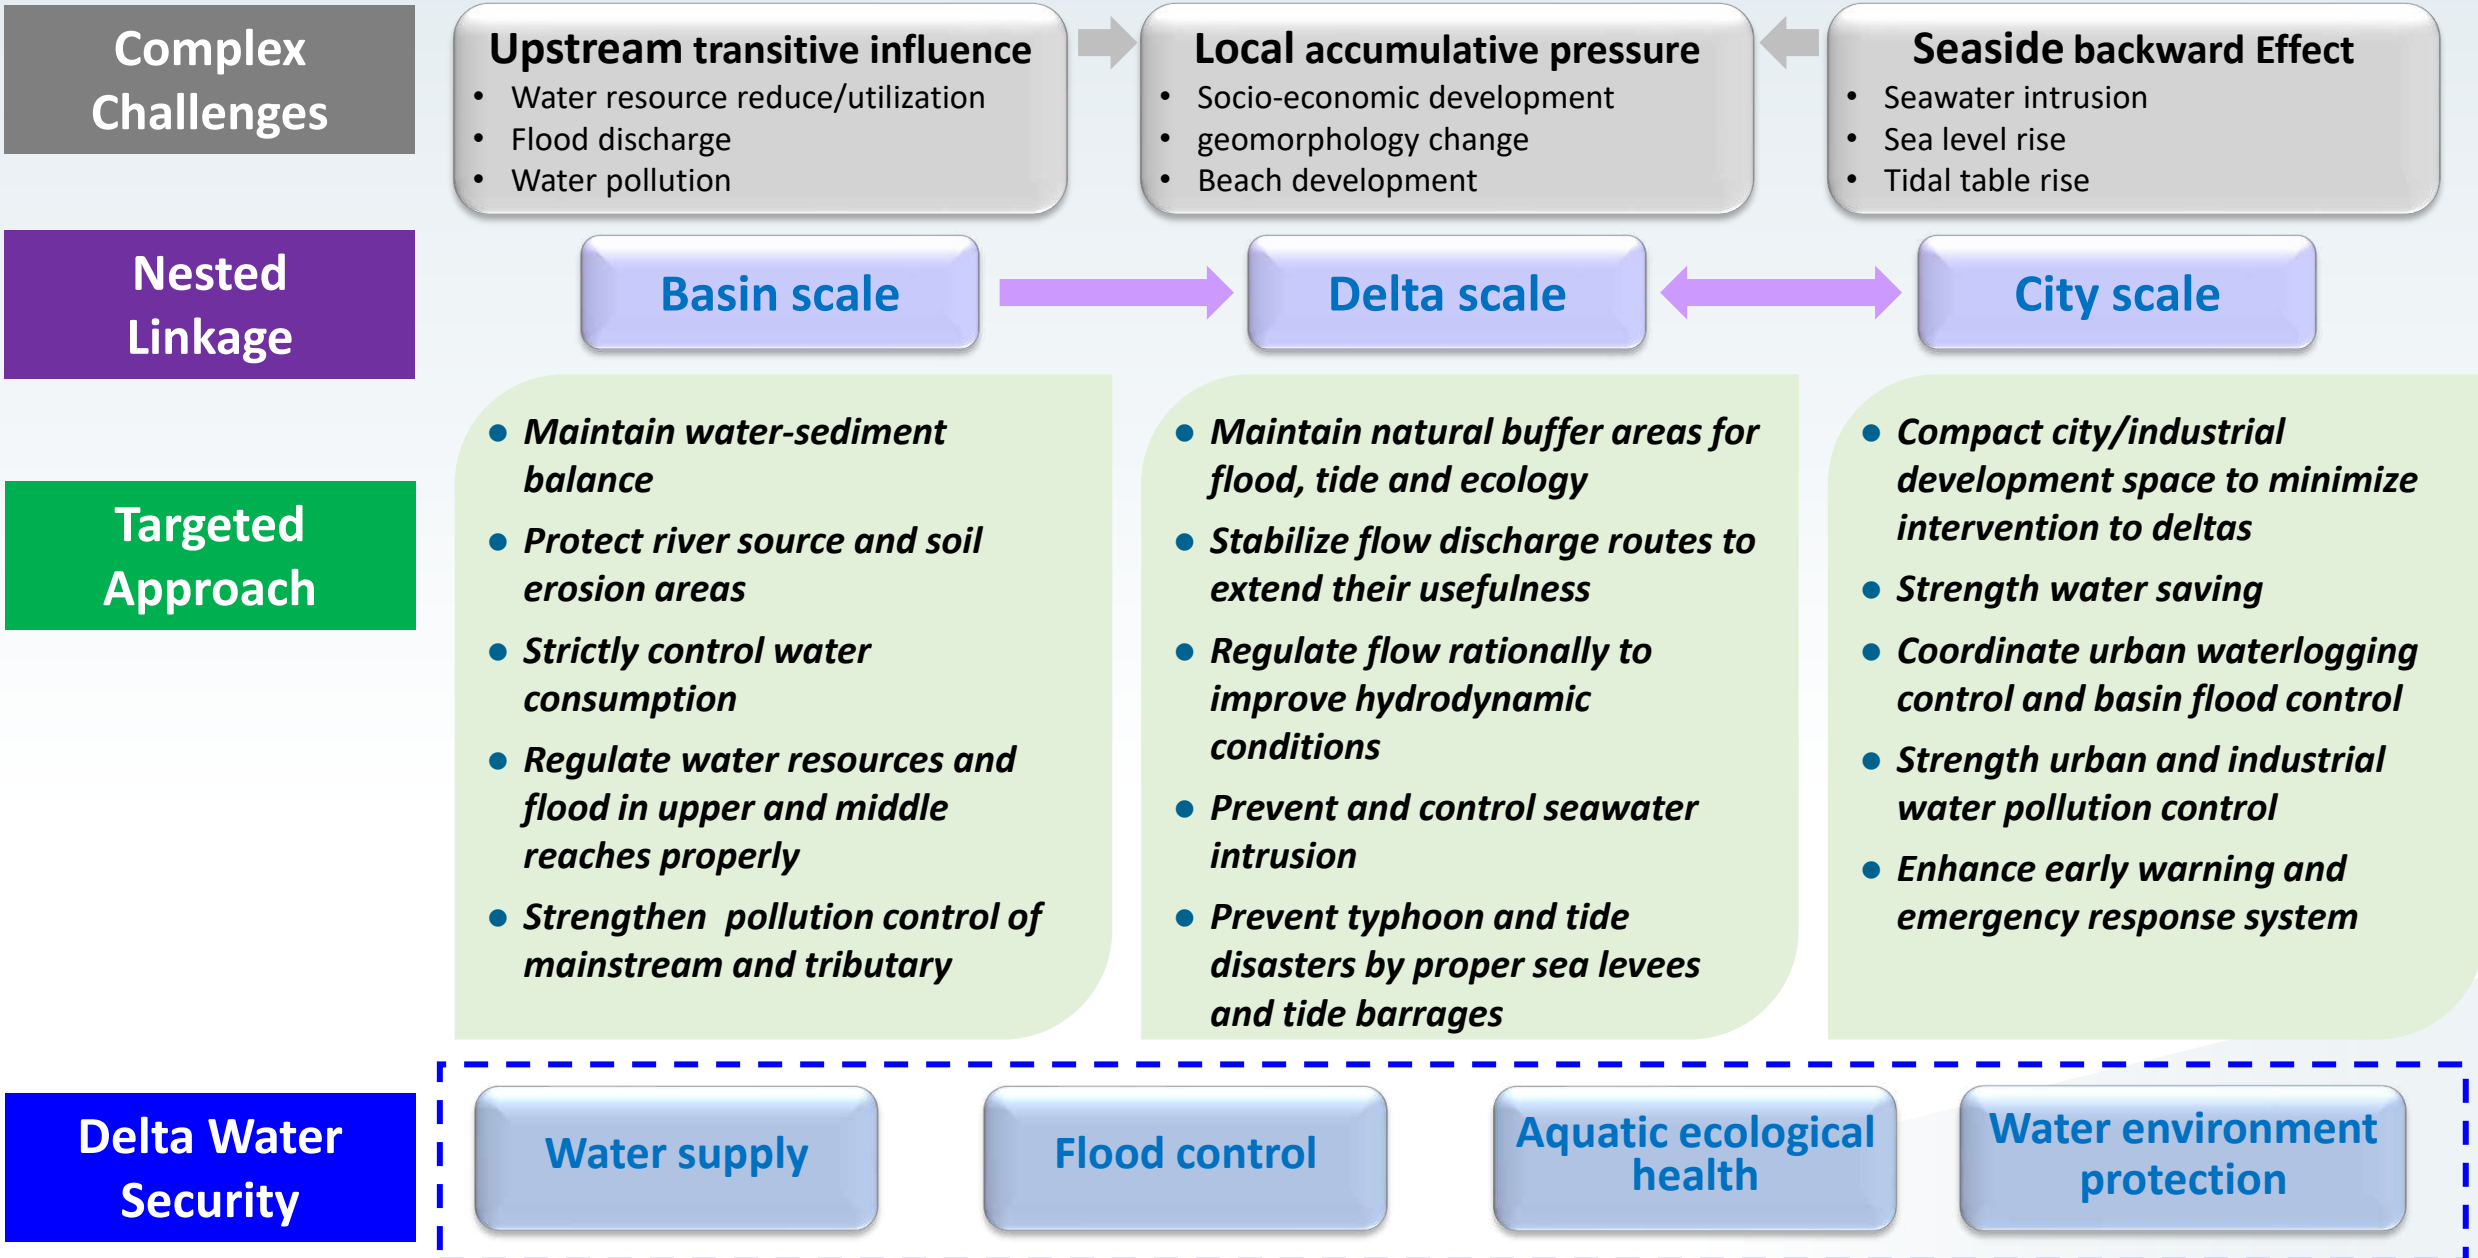 Complex
Challenges
Upstream transitive influence
• Water resource reduce/utilization
• Flood discharge
• Water pollution
Local accumulative pressure
• Socio-economic development
• geomorphology change
• Beach development
Seaside backward Effect
• Seawater intrusion
• Sea level rise
• Tidal table rise
Nested
Linkage
Basin scale
Delta scale
City scale
Targeted
Approach
● Maintain water-sediment
balance
● Protect river source and soil
erosion areas
● Strictly control water
consumption
● Regulate water resources and
flood in upper and middle
reaches properly
● Strengthen pollution control of
mainstream and tributary
● Maintain natural buffer areas for
flood, tide and ecology
● Stabilize flow discharge routes to
extend their usefulness
● Regulate flow rationally to
improve hydrodynamic
conditions
● Prevent and control seawater
intrusion
● Prevent typhoon and tide
disasters by proper sea levees
and tide barrages
● Compact city/industrial
development space to minimize
intervention to deltas
● Strength water saving
● Coordinate urban waterlogging
control and basin flood control
● Strength urban and industrial
water pollution control
● Enhance early warning and
emergency response system
Delta Water
Security
Water supply
Flood control
Aquatic ecological
health
Water environment
protection